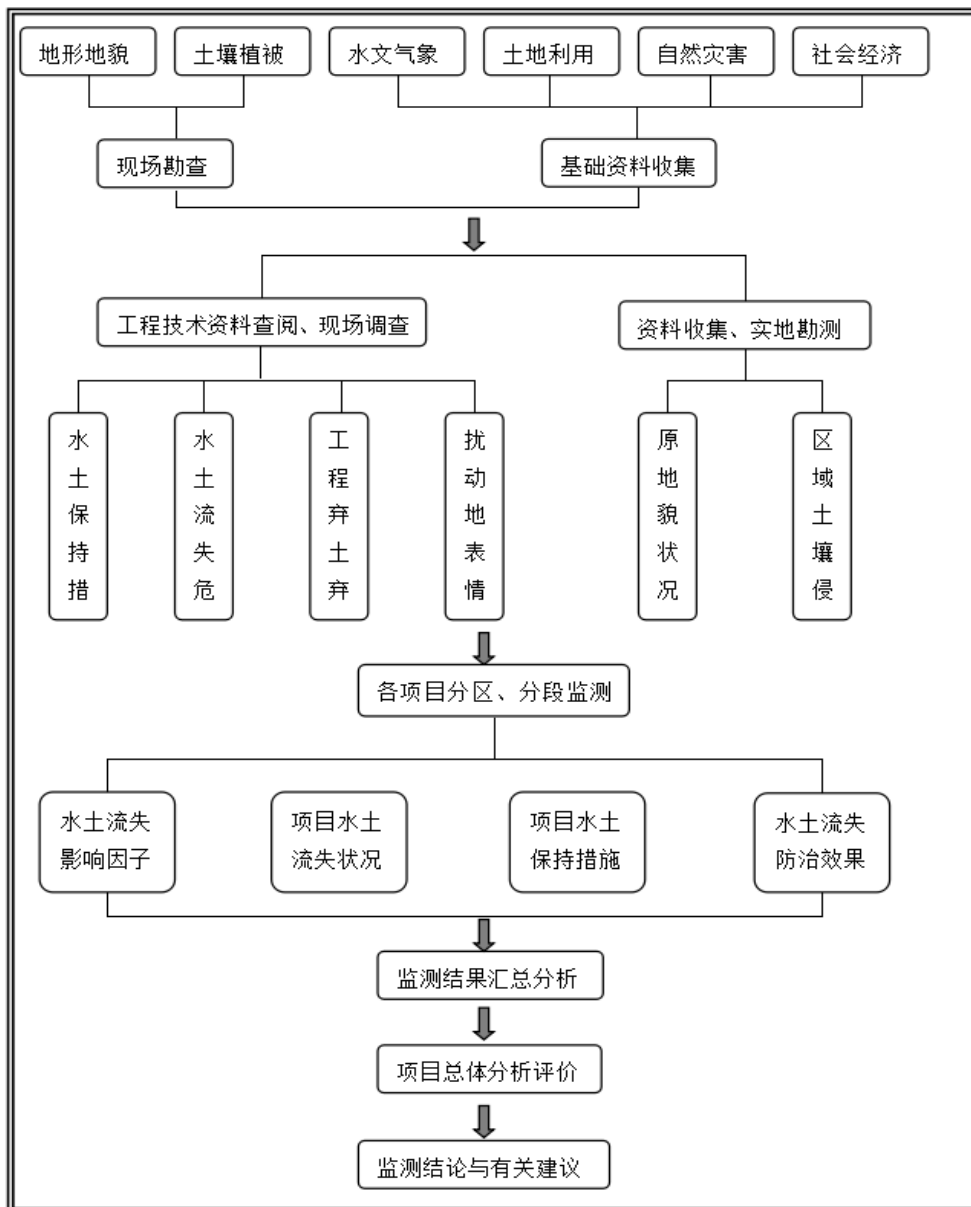 地形地貌
土壤植被
水文气象
土地利用
自然灾害
社会经济
现场勘查
基础资料收集
工程技术资料查阅、现场调查
资料收集、实地勘测
水土保持措
水土流失危
工程弃土弃
扰动地表情
原地貌状况
区域土壤侵
各项目分区、分段监测
水土流失
影响因子
项目水土
流失状况
项目水土
保持措施
水土流失
防治效果
监测结果汇总分析
项目总体分析评价
监测结论与有关建议